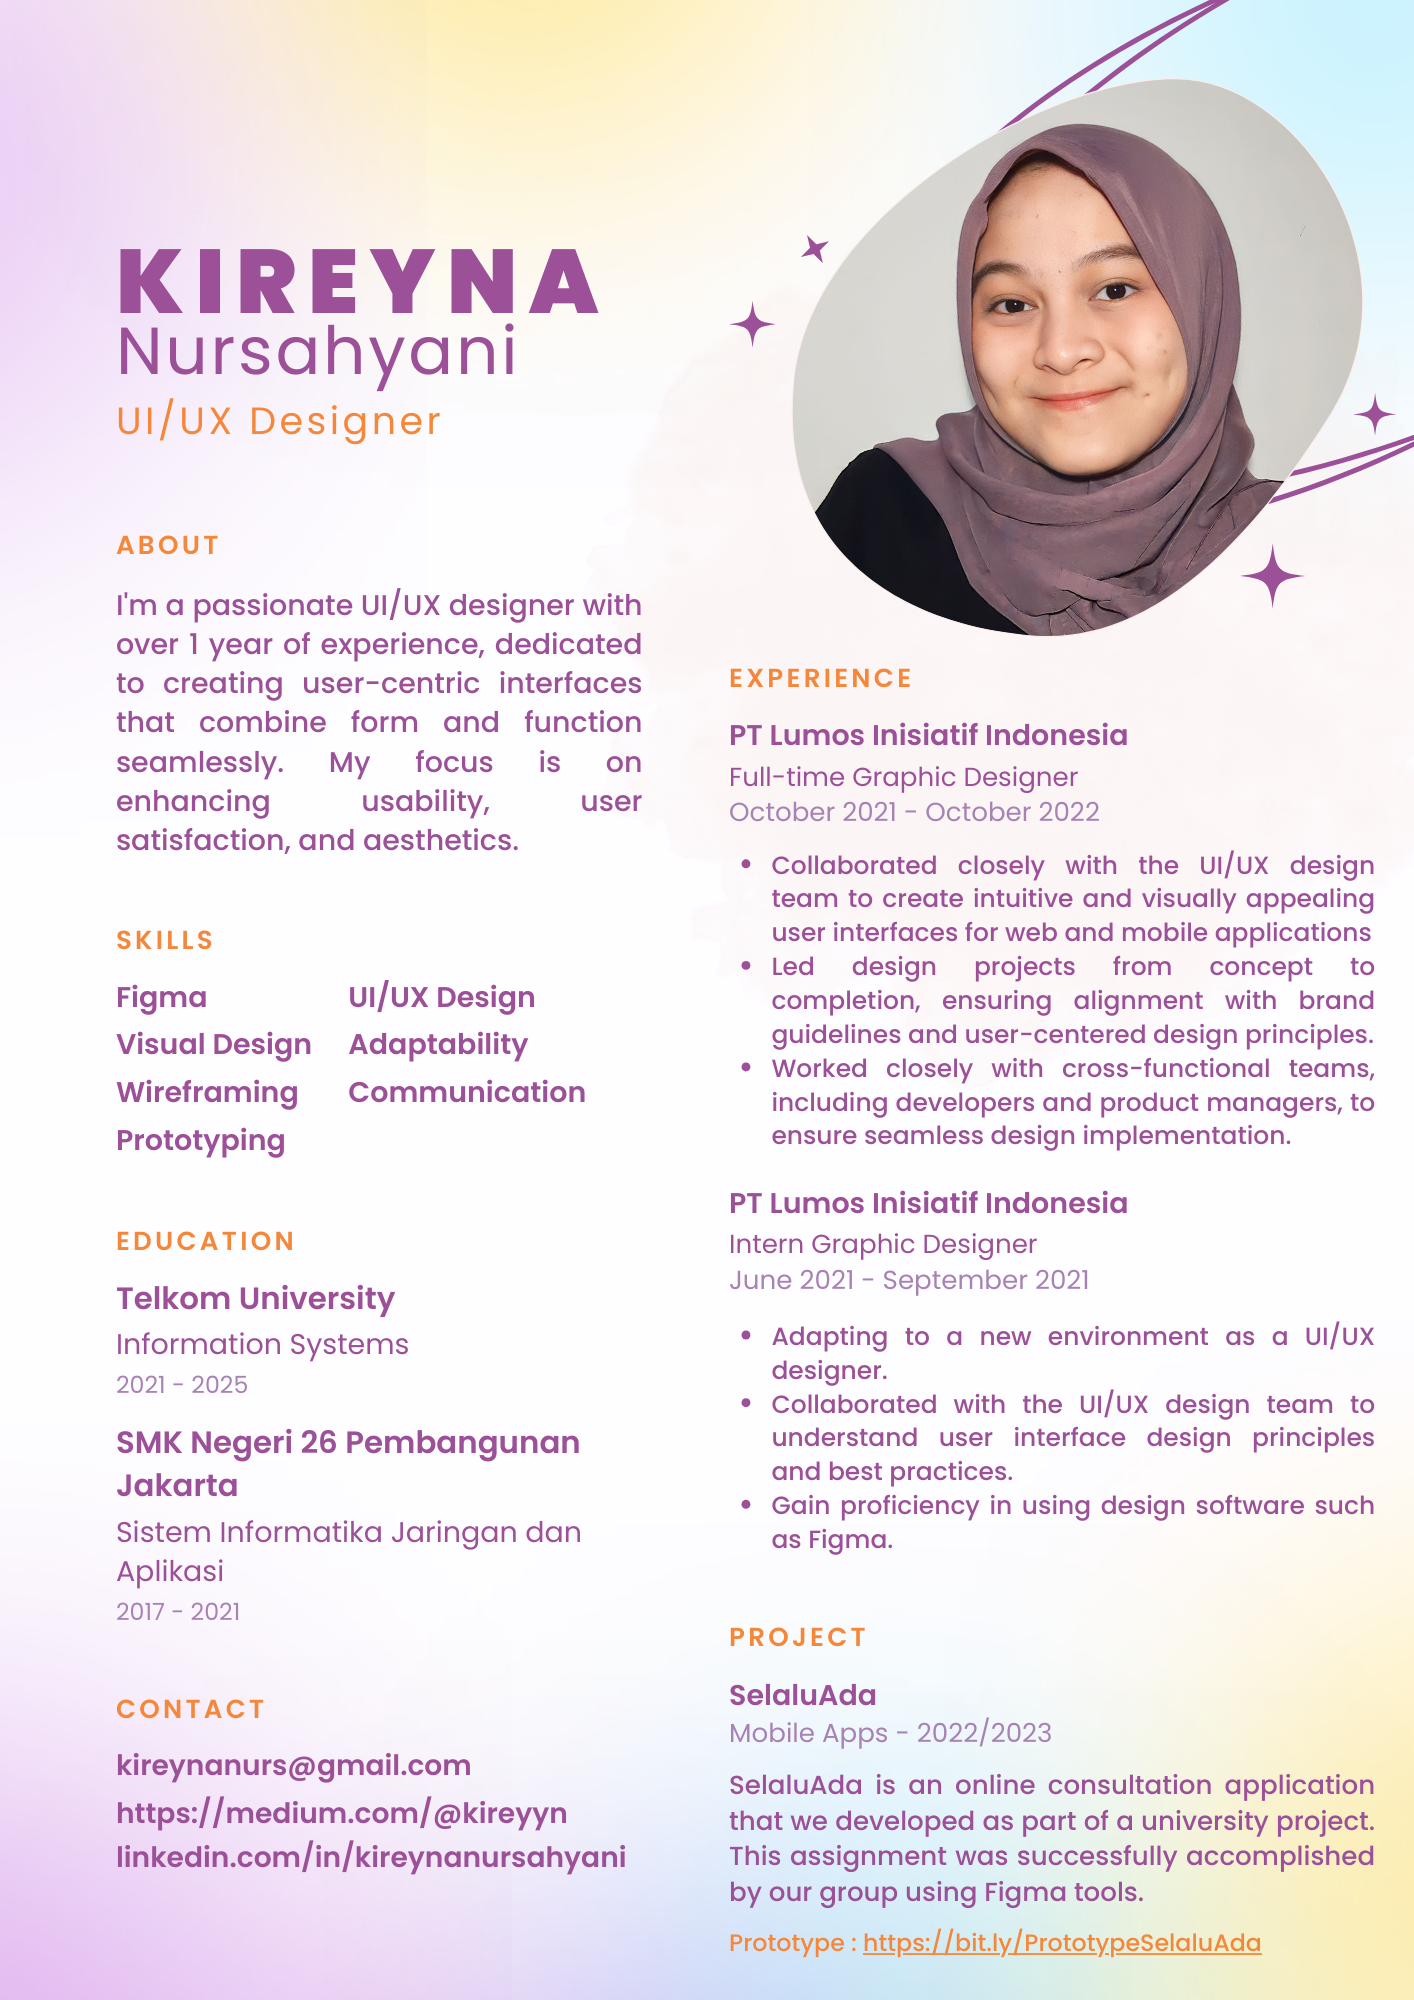 KIREYNA
Nursahyani
UI/UX Designer
ABOUT
I'm a passionate UI/UX designer with
over 1 year of experience, dedicated
to creating user-centric interfaces
that combine form and function
seamlessly. My focus is on
enhancing usability, user
satisfaction, and aesthetics.
SKILLS
Figma
Visual Design
Wireframing
Prototyping
UI/UX Design
Adaptability
Communication
EDUCATION
Telkom University
Information Systems
2021 - 2025
SMK Negeri 26 Pembangunan
Jakarta
Sistem Informatika Jaringan dan
Aplikasi
2017 - 2021
CONTACT
kireynanurs@gmail.com
https://medium.com/@kireyyn
linkedin.com/in/kireynanursahyani
EXPERIENCE
PT Lumos Inisiatif Indonesia
Full-time Graphic Designer
October 2021 - October 2022
• Collaborated closely with the UI/UX design
team to create intuitive and visually appealing
user interfaces for web and mobile applications
• Led design projects from concept to
completion, ensuring alignment with brand
guidelines and user-centered design principles.
• Worked closely with cross-functional teams,
including developers and product managers, to
ensure seamless design implementation.
PT Lumos Inisiatif Indonesia
Intern Graphic Designer
June 2021 - September 2021
• Adapting to a new environment as a UI/UX
designer.
• Collaborated with the UI/UX design team to
understand user interface design principles
and best practices.
• Gain proficiency in using design software such
as Figma.
PROJECT
SelaluAda
Mobile Apps - 2022/2023
SelaluAda is an online consultation application
that we developed as part of a university project.
This assignment was successfully accomplished
by our group using Figma tools.
Prototype : https://bit.ly/PrototypeSelaluAda